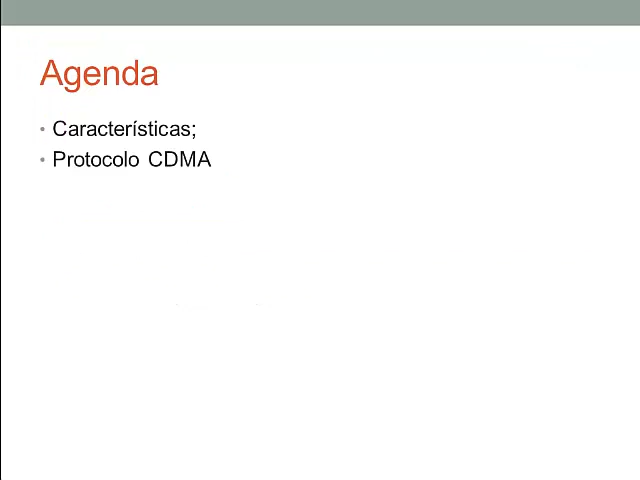 Agenda
• Características;
• Protocolo CDMA